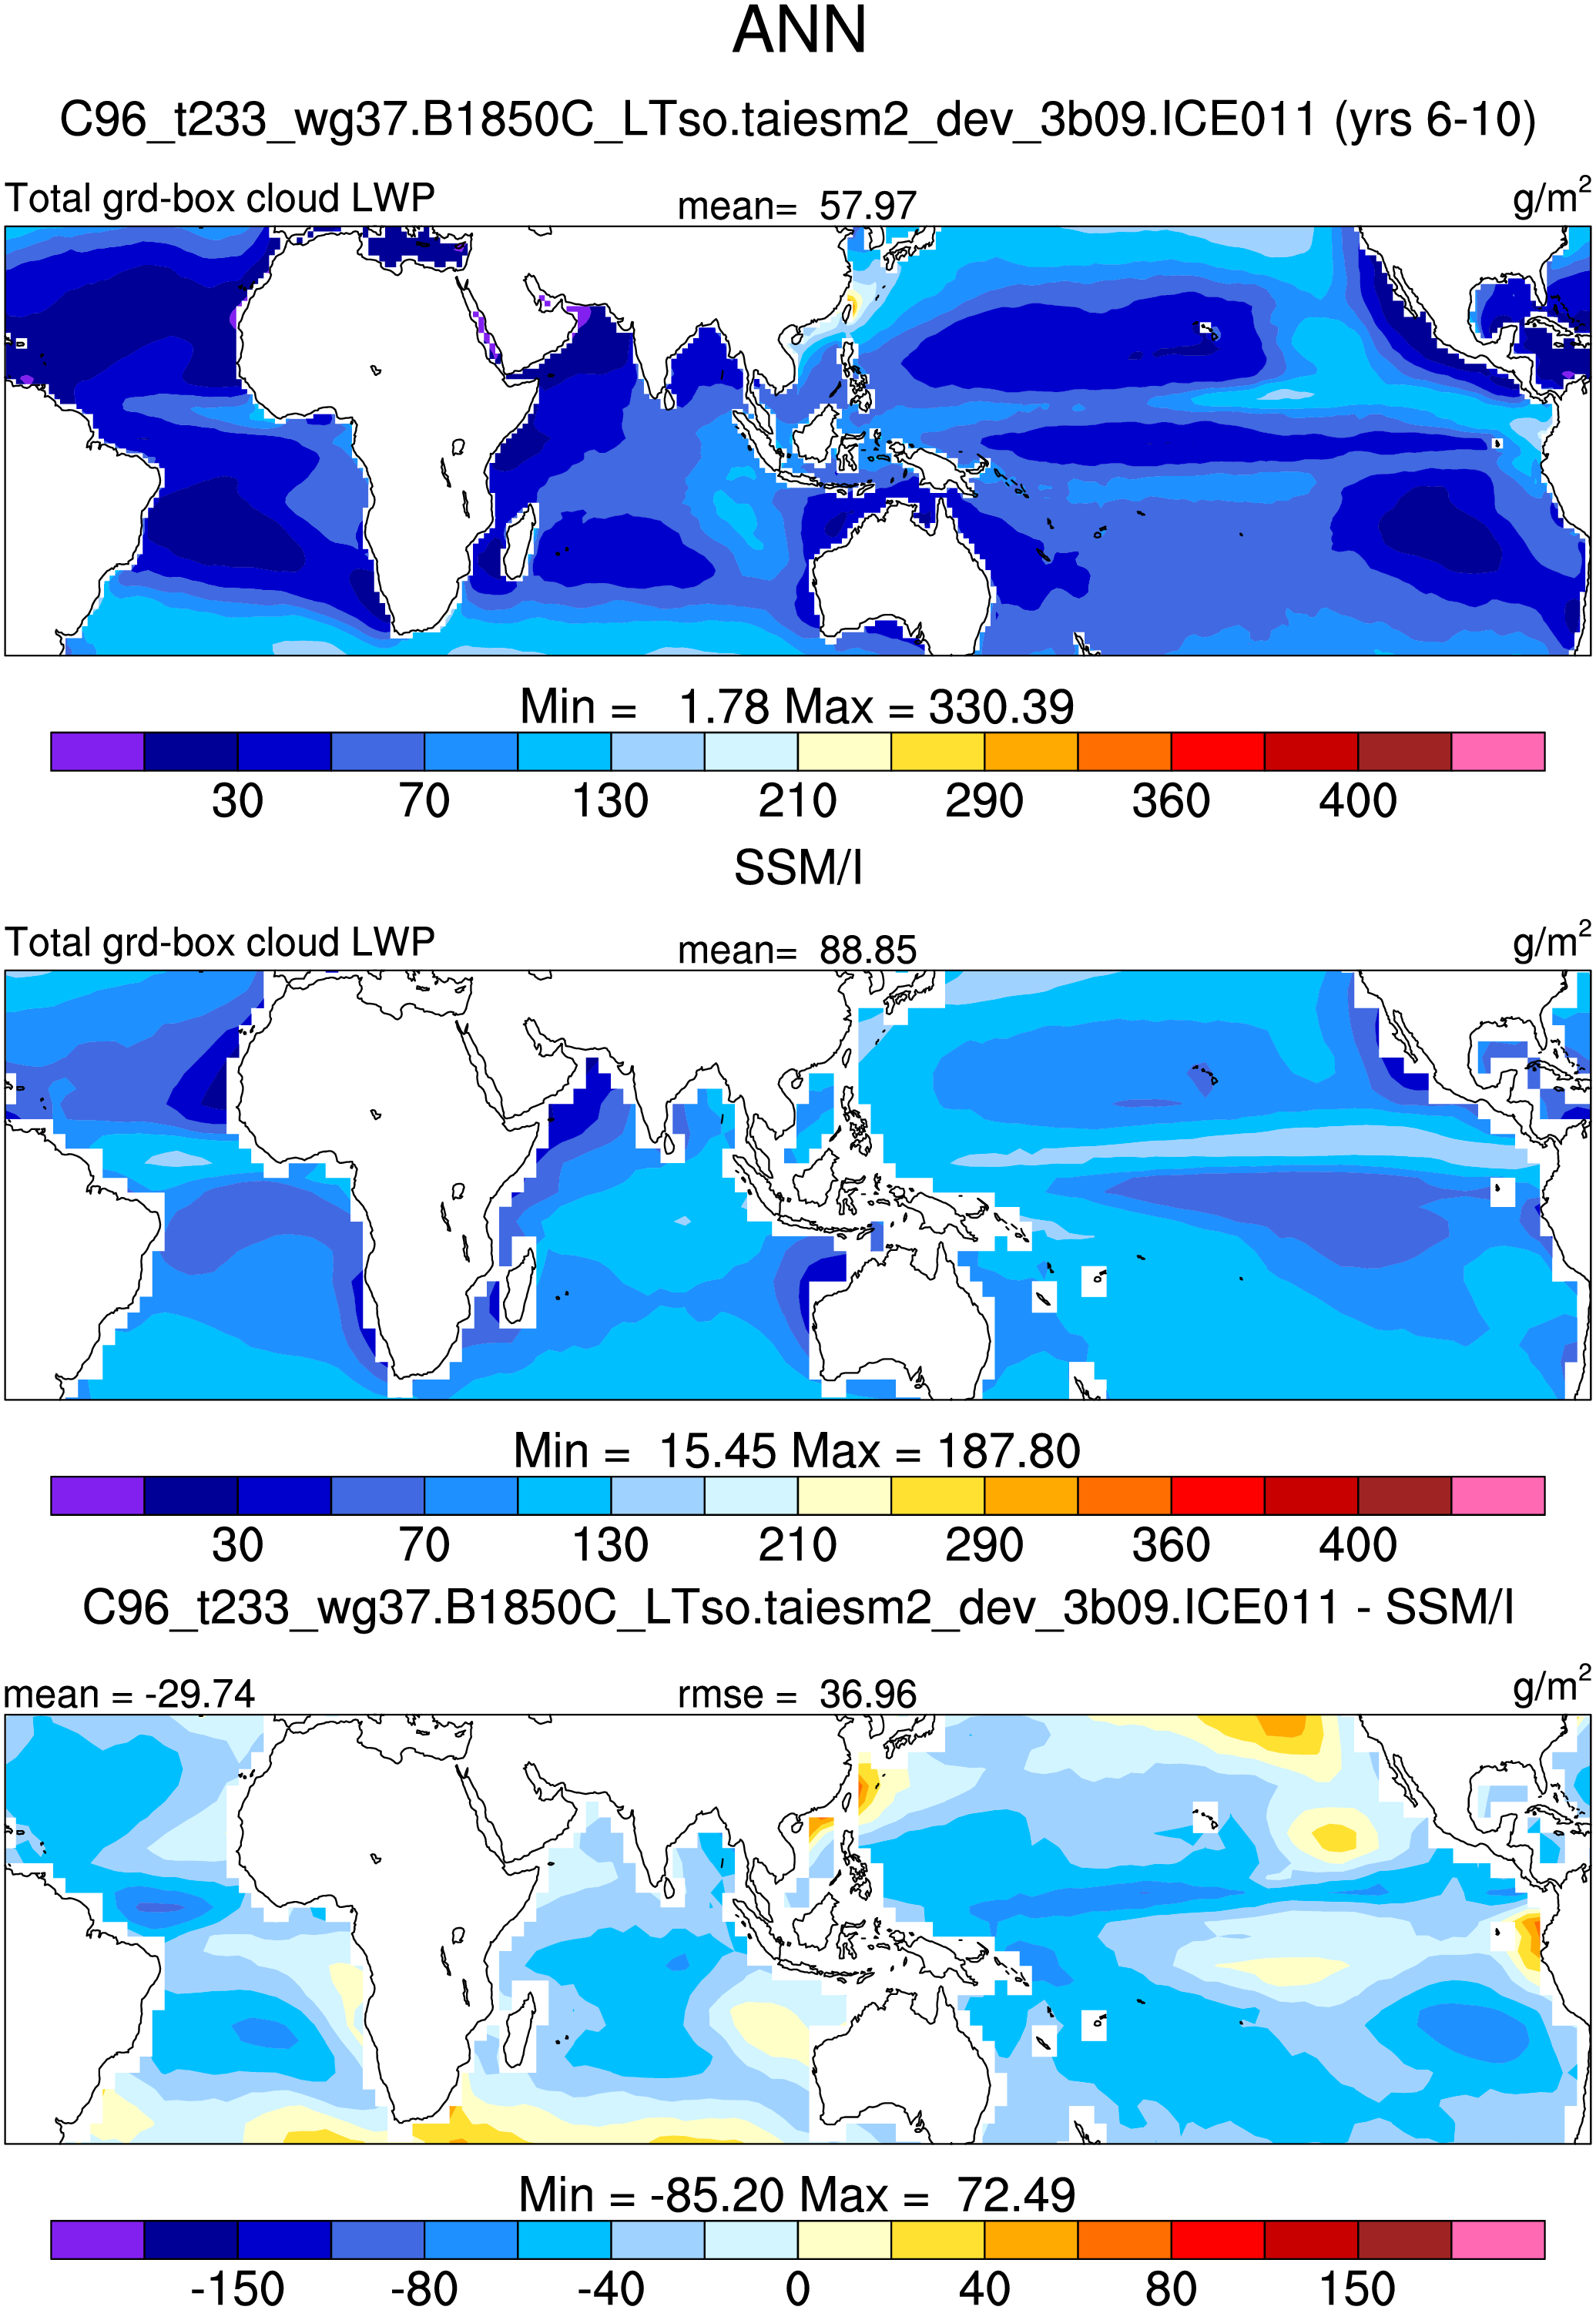 ANN
C96_t233_wg37.B1850C_LTso.taiesm2_dev_3b09.ICE011 (yrs 6-10)
Total grd-box cloud LWP mean= 57.97 g/m²
Min = 1.78 Max = 330.39
30 70 130 210 290 360 400
SSM/I
Total grd-box cloud LWP mean= 88.85 g/m²
Min = 15.45 Max = 187.80
30 70 130 210 290 360 400
C96_t233_wg37.B1850C_LTso.taiesm2_dev_3b09.ICE011 - SSM/I
mean = -29.74 rmse = 36.96 g/m²
Min = -85.20 Max = 72.49
-150 -80 -40 0 40 80 150